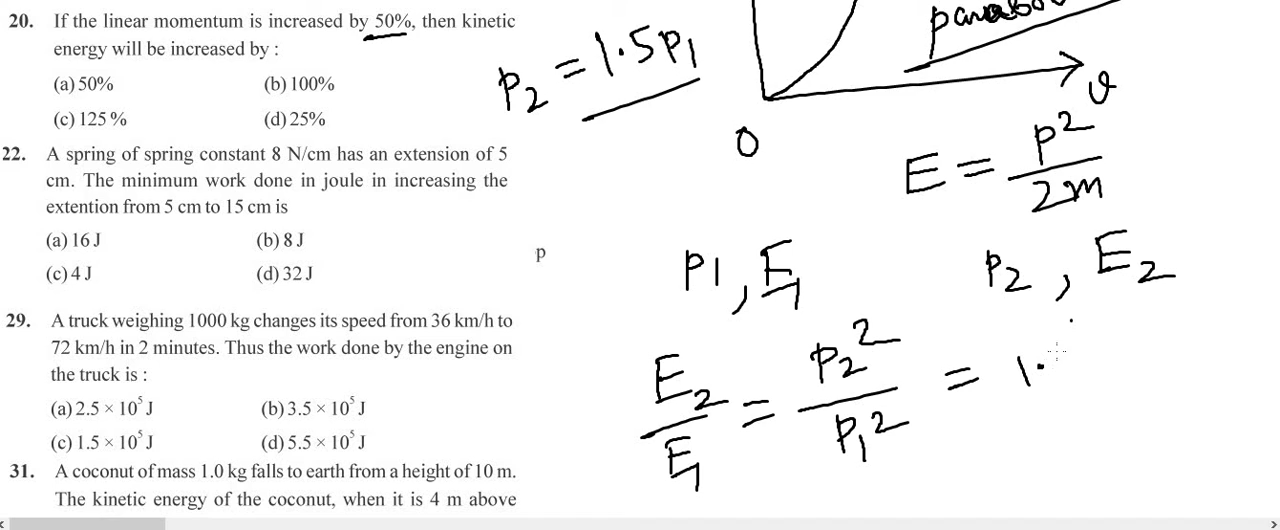 20. If the linear momentum is increased by 50%, then kinetic
energy will be increased by :
(a) 50% (b) 100%
(c) 125 % (d) 25%
22. A spring of spring constant 8 N/cm has an extension of 5
cm. The minimum work done in joule in increasing the
extention from 5 cm to 15 cm is
(a) 16 J (b) 8 J
(c) 4 J (d) 32 J
29. A truck weighing 1000 kg changes its speed from 36 km/h to
72 km/h in 2 minutes. Thus the work done by the engine on
the truck is :
(a) 2.5 × 10⁵ J (b) 3.5 × 10⁵ J
(c) 1.5 × 10⁵ J (d) 5.5 × 10⁵ J
31. A coconut of mass 1.0 kg falls to earth from a height of 10 m.
The kinetic energy of the coconut, when it is 4 m above
p
P₂ = 1.5P₁
0
E = p²/2m
P1, E₁ P₂, E₂
E₂/E₁ = P₂²/P₁² = 1.